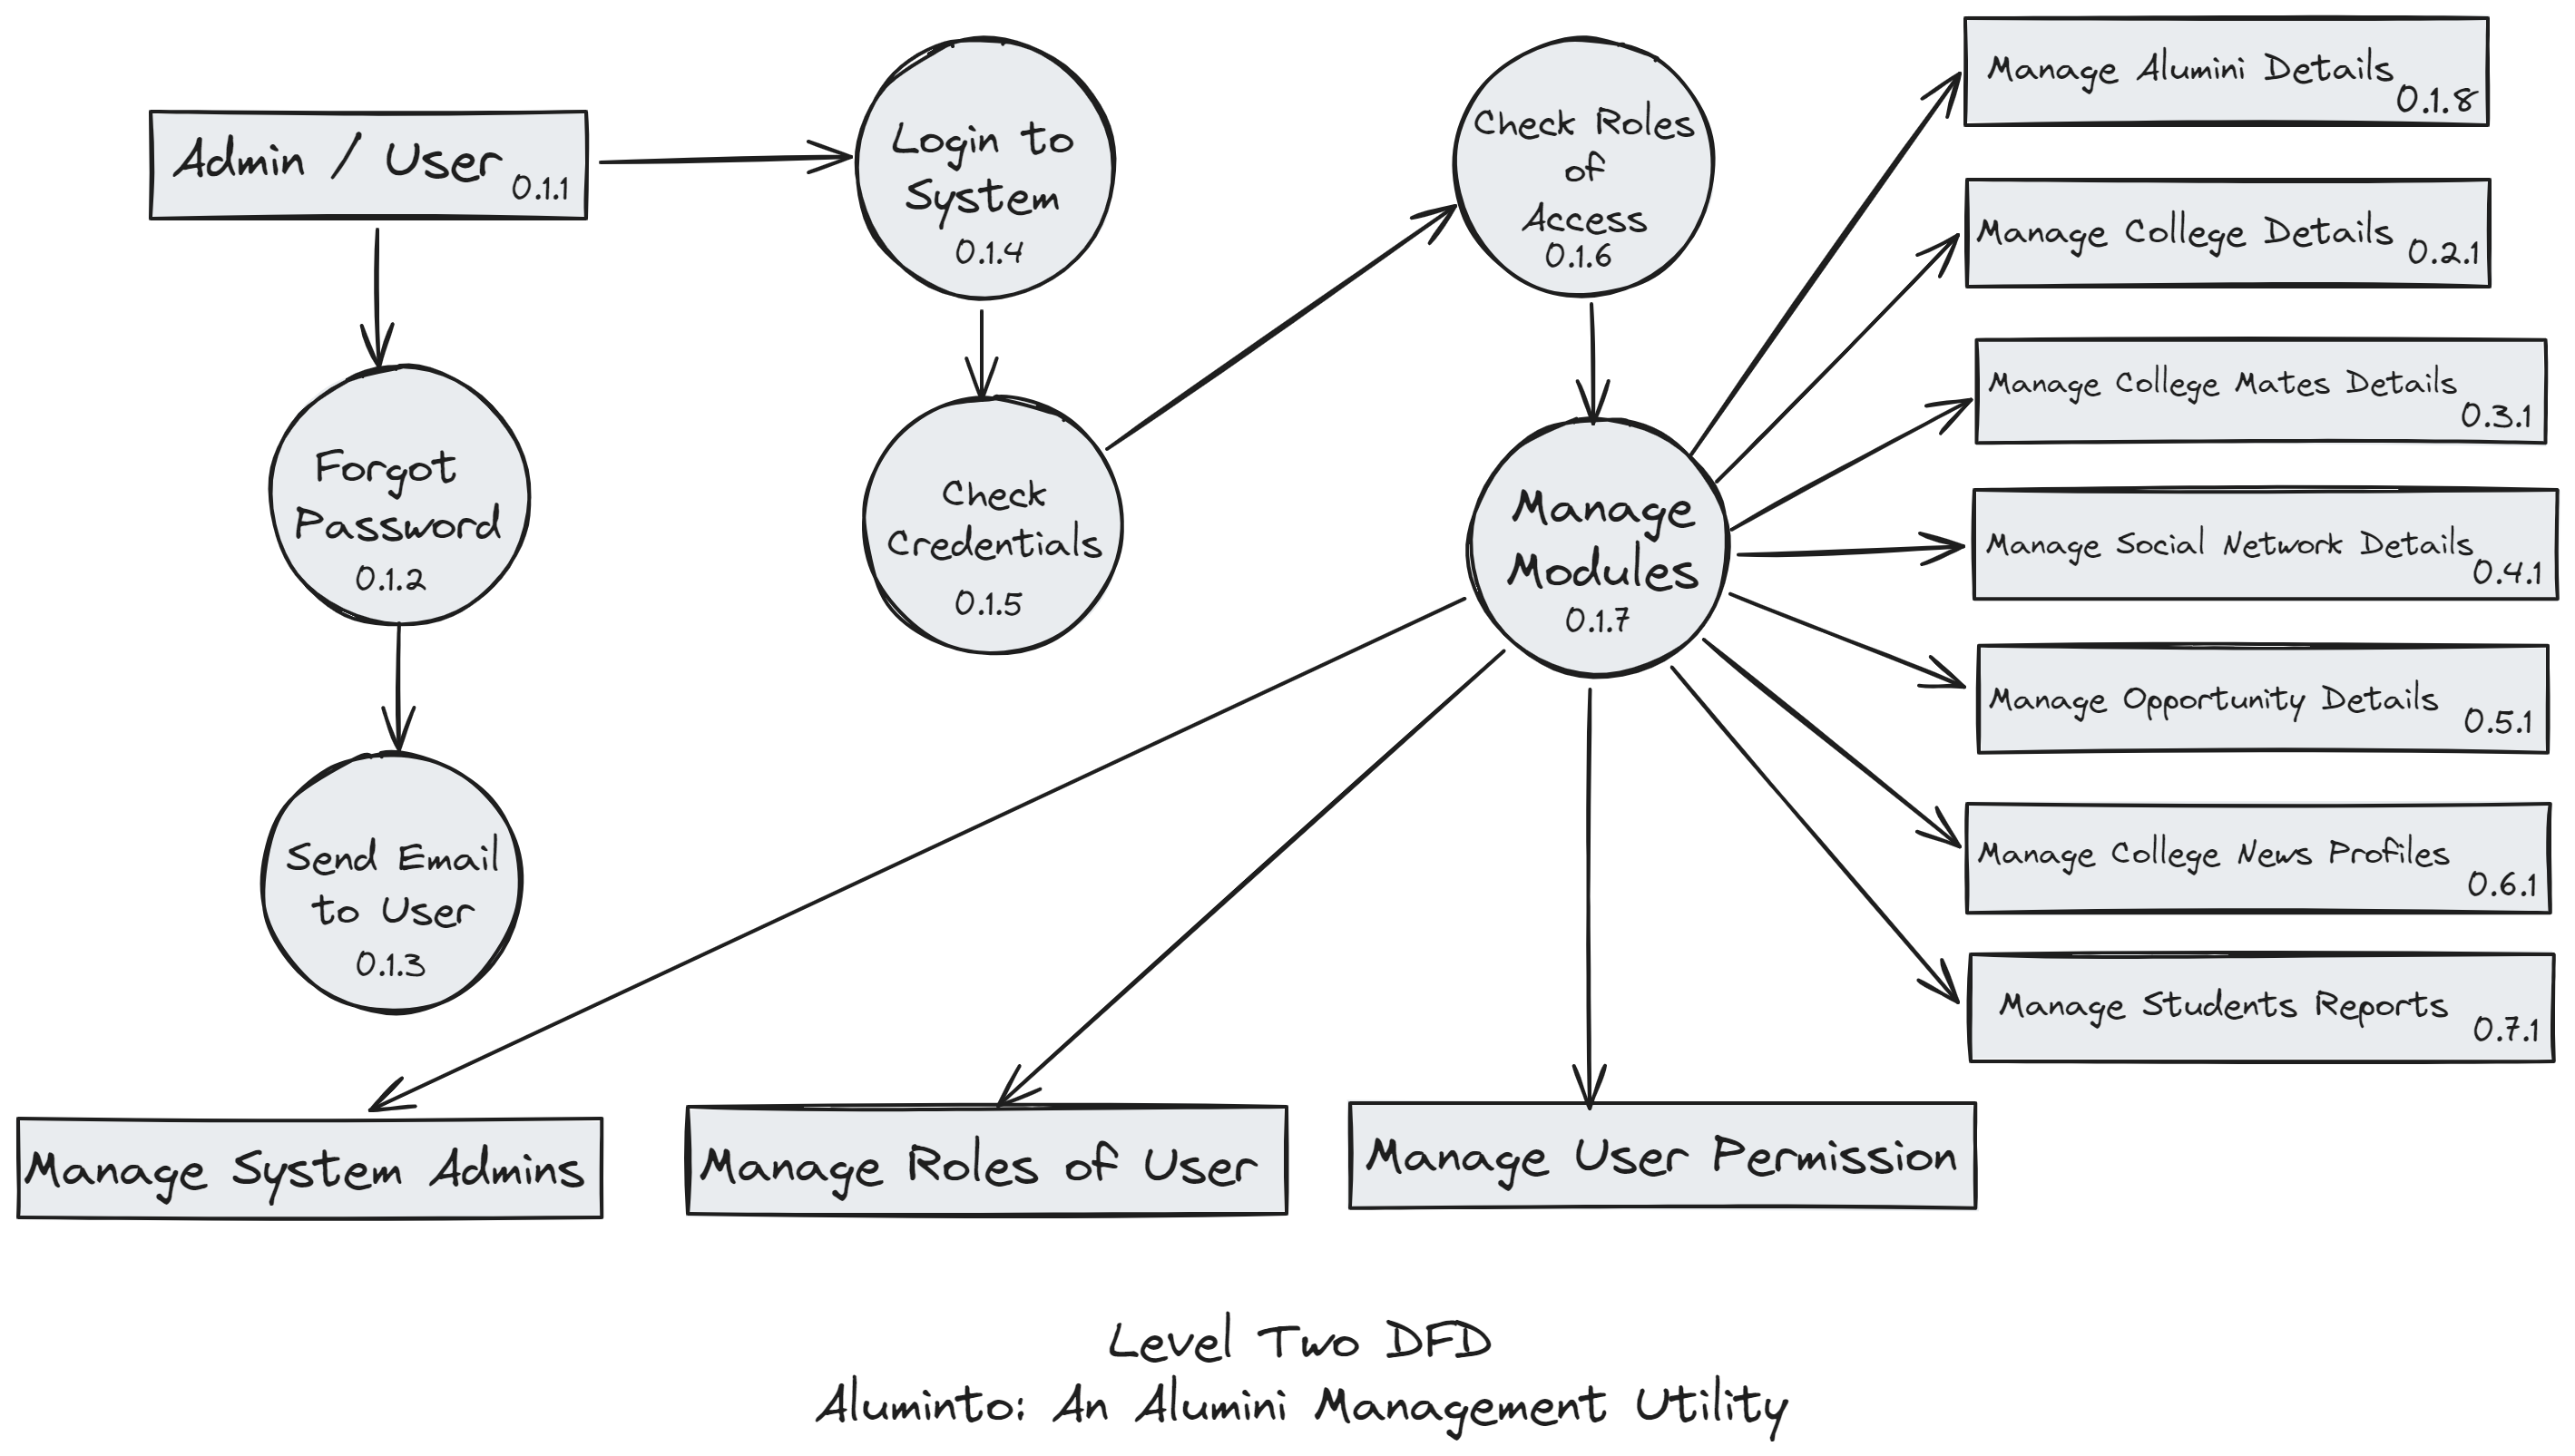 Admin / User
0.1.1
Login to
System
0.1.4
Check Roles
of
Access
0.1.6
Manage Alumini Details
0.1.8
Manage College Details
0.2.1
Manage College Mates Details
0.3.1
Forgot
Password
0.1.2
Check
Credentials
0.1.5
Manage
Modules
0.1.7
Manage Social Network Details
0.4.1
Manage Opportunity Details
0.5.1
Send Email
to User
0.1.3
Manage College News Profiles
0.6.1
Manage Students Reports
0.7.1
Manage System Admins
Manage Roles of User
Manage User Permission
Level Two DFD
Aluminto: An Alumini Management Utility